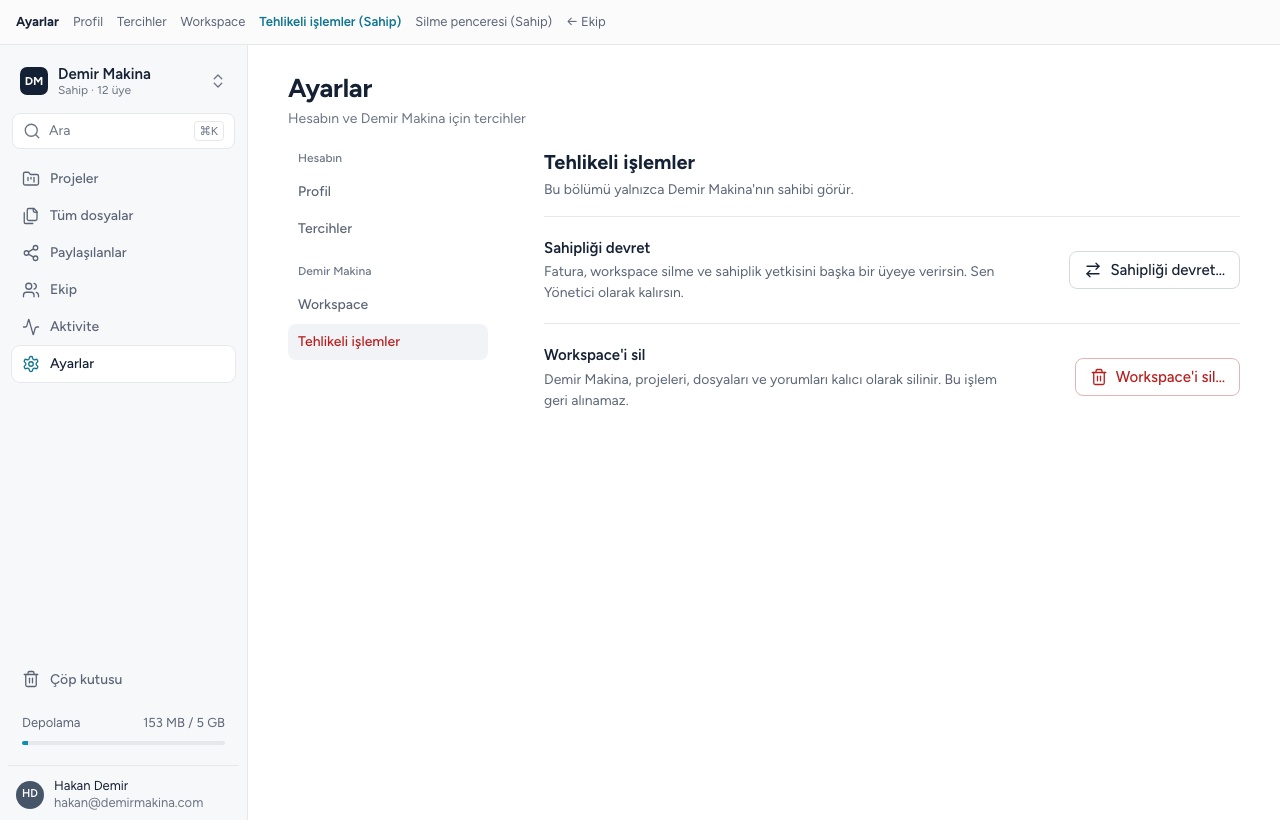 Ayarlar Profil Tercihler Workspace Tehlikeli işlemler (Sahip) Silme penceresi (Sahip) ← Ekip
DM Demir Makina
Sahip · 12 üye
Ara ⌘K
Projeler
Tüm dosyalar
Paylaşılanlar
Ekip
Aktivite
Ayarlar
Çöp kutusu
Depolama 153 MB / 5 GB
HD Hakan Demir
hakan@demirmakina.com
Ayarlar
Hesabın ve Demir Makina için tercihler
Hesabın
Profil
Tercihler
Demir Makina
Workspace
Tehlikeli işlemler
Tehlikeli işlemler
Bu bölümü yalnızca Demir Makina'nın sahibi görür.
Sahipliği devret
Fatura, workspace silme ve sahiplik yetkisini başka bir üyeye verirsin. Sen
Yönetici olarak kalırsın.
Sahipliği devret...
Workspace'i sil
Demir Makina, projeleri, dosyaları ve yorumları kalıcı olarak silinir. Bu işlem
geri alınamaz.
Workspace'i sil...